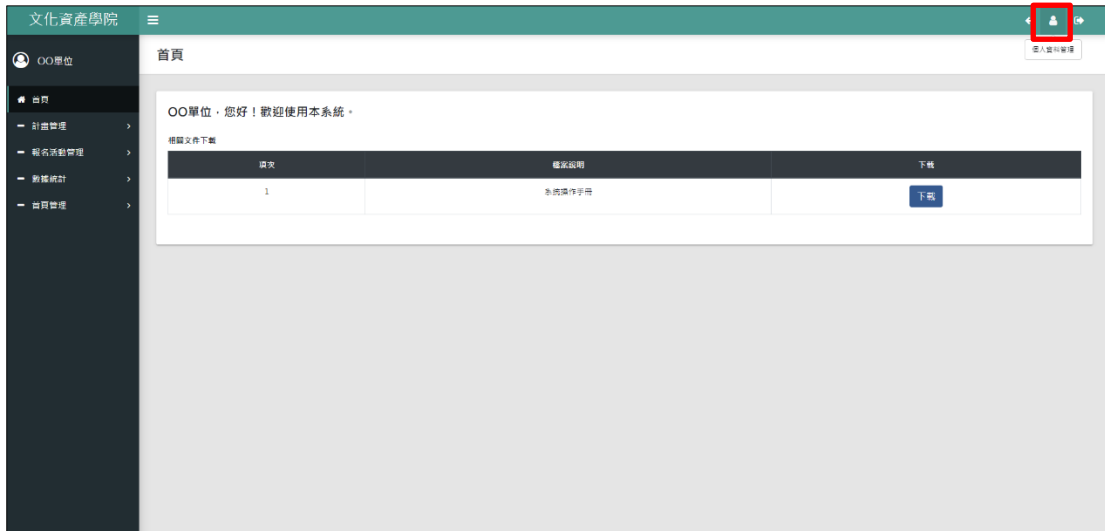 文化資產學院
個人資料管理
OO單位
首頁
首頁
計畫管理
報名活動管理
數據統計
首頁管理
OO單位，您好！歡迎使用本系統。
相關文件下載
項次 檔案說明 下載
1 系統操作手冊 下載